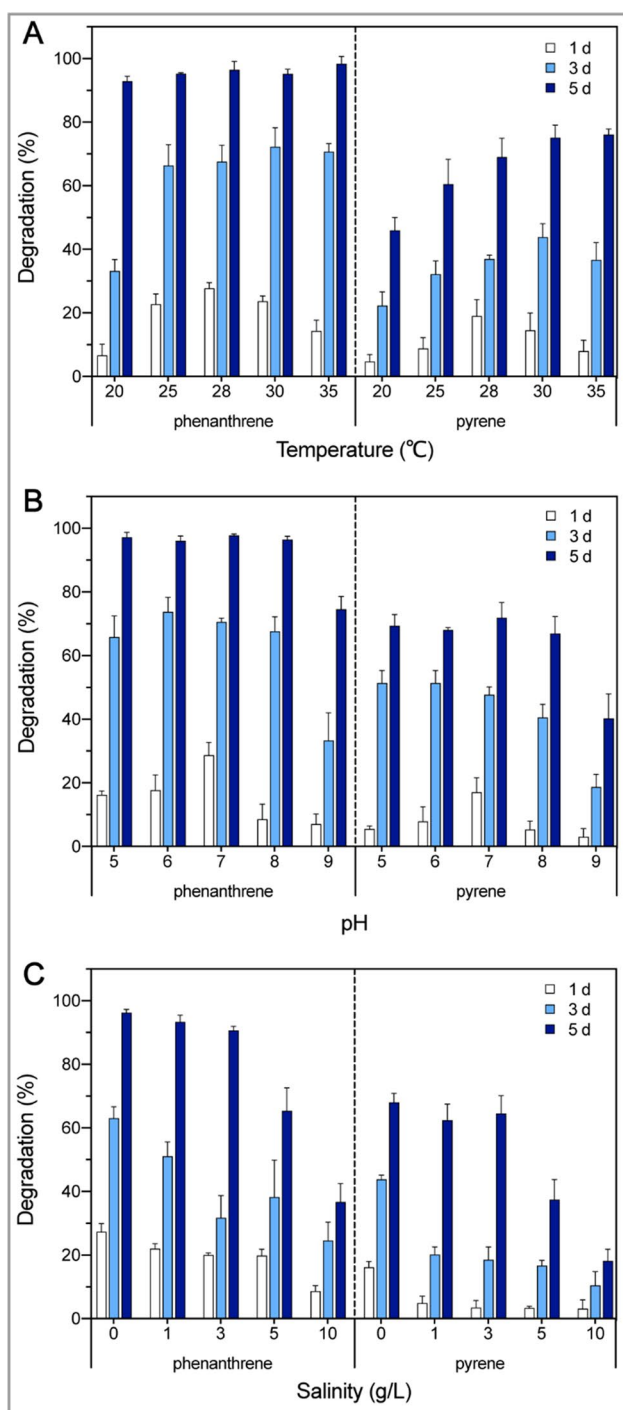 A
1 d
3 d
5 d
Degradation (%)
100
80
60
40
20
0
20 25 28 30 35 20 25 28 30 35
phenanthrene pyrene
Temperature (℃)
B
1 d
3 d
5 d
Degradation (%)
100
80
60
40
20
0
5 6 7 8 9 5 6 7 8 9
phenanthrene pyrene
pH
C
1 d
3 d
5 d
Degradation (%)
100
80
60
40
20
0
0 1 3 5 10 0 1 3 5 10
phenanthrene pyrene
Salinity (g/L)